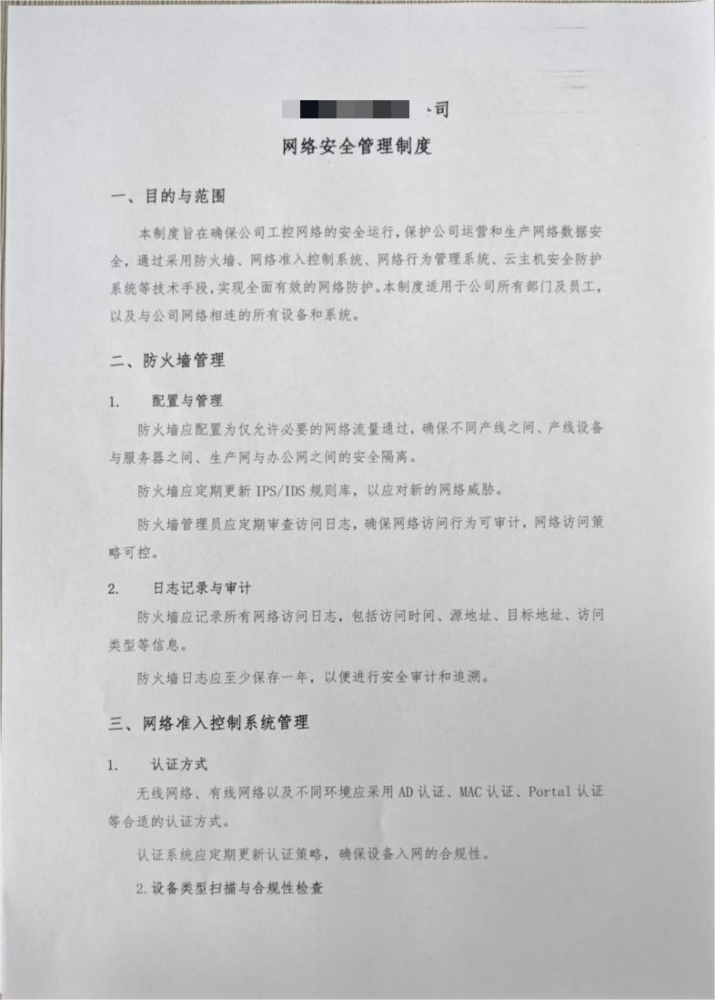 司
网络安全管理制度
一、目的与范围
本制度旨在确保公司工控网络的安全运行，保护公司运营和生产网络数据安
全，通过采用防火墙、网络准入控制系统、网络行为管理系统、云主机安全防护
系统等技术手段，实现全面有效的网络防护。本制度适用于公司所有部门及员工，
以及与公司网络相连的所有设备和系统。
二、防火墙管理
1. 配置与管理
防火墙应配置为仅允许必要的网络流量通过，确保不同产线之间、产线设备
与服务器之间、生产网与办公网之间的安全隔离。
防火墙应定期更新 IPS/IDS 规则库，以应对新的网络威胁。
防火墙管理员应定期审查访问日志，确保网络访问行为可审计，网络访问策
略可控。
2. 日志记录与审计
防火墙应记录所有网络访问日志，包括访问时间、源地址、目标地址、访问
类型等信息。
防火墙日志应至少保存一年，以便进行安全审计和追溯。
三、网络准入控制系统管理
1. 认证方式
无线网络、有线网络以及不同环境应采用 AD 认证、MAC 认证、Portal 认证
等合适的认证方式。
认证系统应定期更新认证策略，确保设备入网的合规性。
2.设备类型扫描与合规性检查